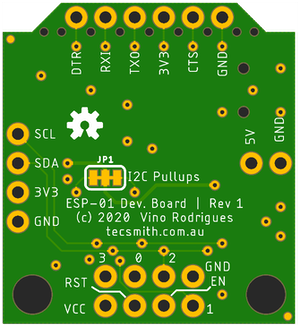 DTR RXI TXO 3V3 CTS GND
SCL
5V GND
SDA
JP1
I2C Pullups
3V3
ESP-01 Dev. Board | Rev 1
GND
(c) 2020 Vino Rodrigues
tecsmith.com.au
3 0 2
GND
RST
EN
VCC
1